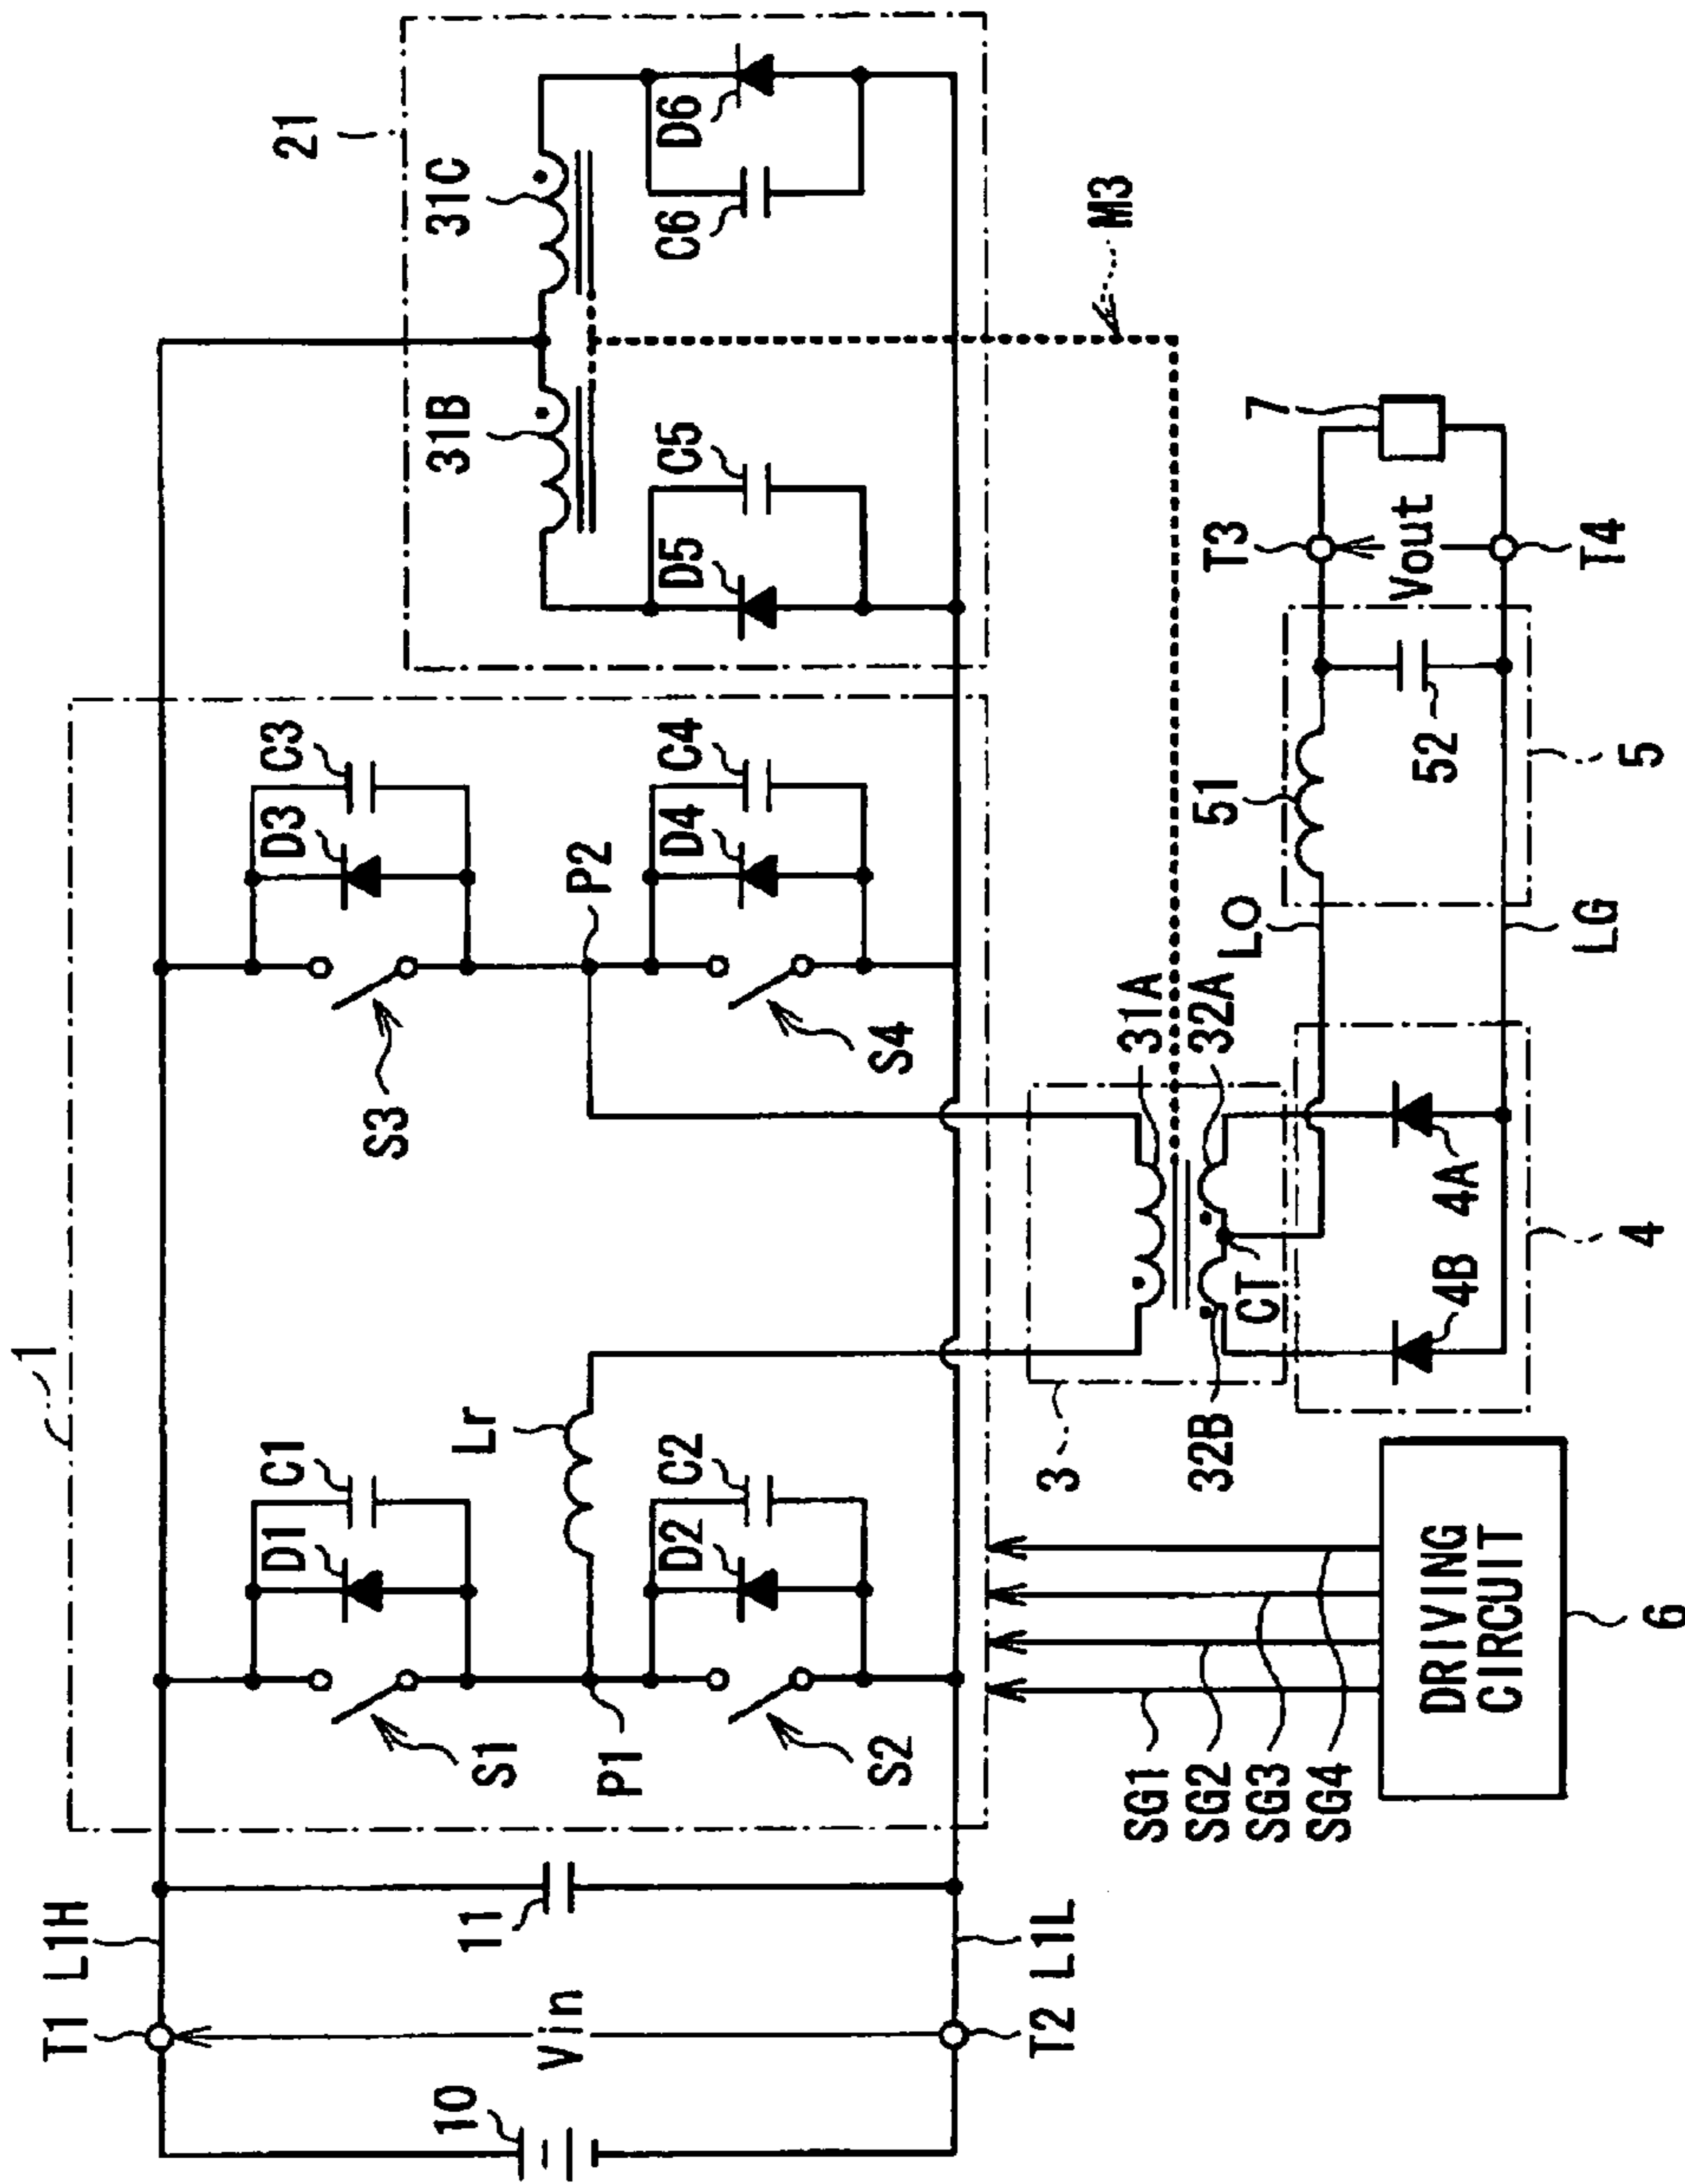 1
T1 L1H
10
Vin
11
T2 L1L
S1
D1
C1
P1
Lr
S2
D2
C2
S3
D3
C3
P2
S4
D4
C4
21
31B
31C
D5
C5
C6
D6
M3
SG1
SG2
SG3
SG4
DRIVING
CIRCUIT
6
3
31A
32A
32B
CT
4B
4A
4
LO
LG
51
52
5
T3
Vout
T4
7